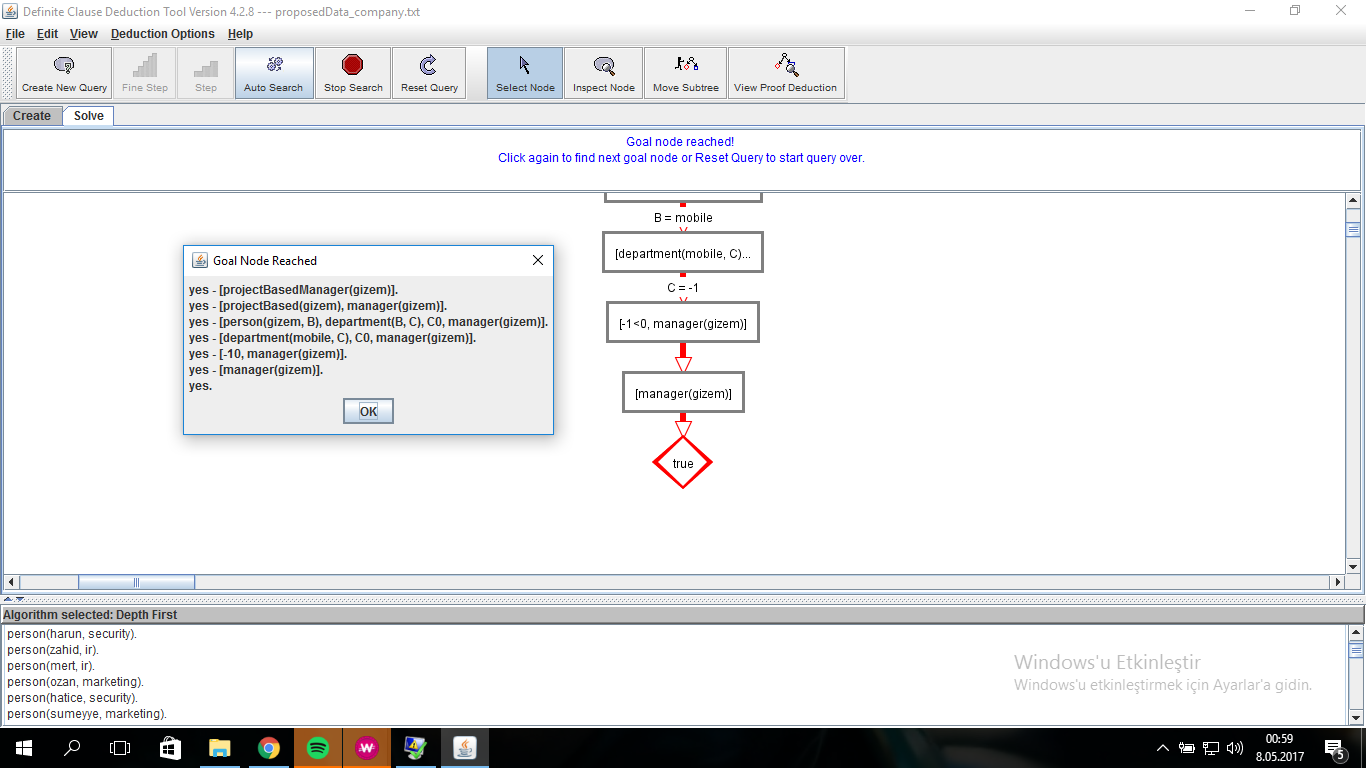 Definite Clause Deduction Tool Version 4.2.8 --- proposedData_company.txt
File Edit View Deduction Options Help
Create New Query Fine Step Step Auto Search Stop Search Reset Query Select Node Inspect Node Move Subtree View Proof Deduction
Create Solve
Goal node reached!
Click again to find next goal node or Reset Query to start query over.
B = mobile
[department(mobile, C)...
C = -1
[-1<0, manager(gizem)]
[manager(gizem)]
true
Goal Node Reached
yes - [projectBasedManager(gizem)].
yes - [projectBased(gizem), manager(gizem)].
yes - [person(gizem, B), department(B, C), C0, manager(gizem)].
yes - [department(mobile, C), C0, manager(gizem)].
yes - [-10, manager(gizem)].
yes - [manager(gizem)].
yes.
OK
Algorithm selected: Depth First
person(harun, security).
person(zahid, ir).
person(mert, ir).
person(ozan, marketing).
person(hatice, security).
person(sumeyye, marketing).
Windows'u Etkinleştir
Windows'u etkinleştirmek için Ayarlar'a gidin.
00:59
8.05.2017
5